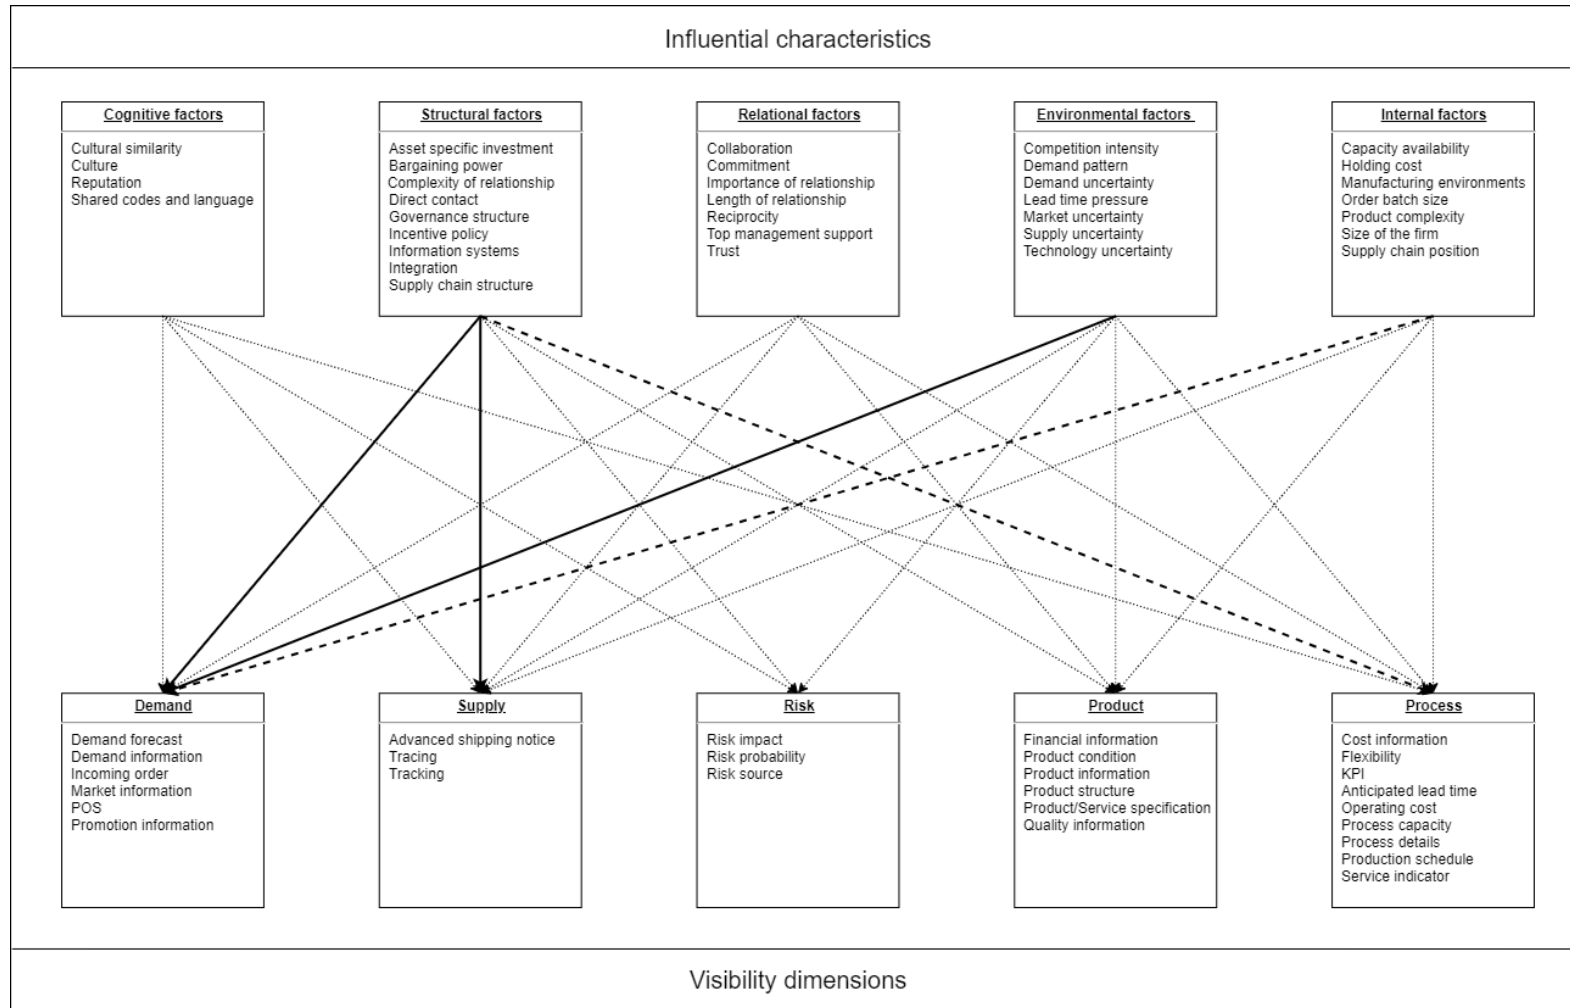 Influential characteristics
Cognitive factors
Cultural similarity
Culture
Reputation
Shared codes and language
Structural factors
Asset specific investment
Bargaining power
Complexity of relationship
Direct contact
Governance structure
Incentive policy
Information systems
Integration
Supply chain structure
Relational factors
Collaboration
Commitment
Importance of relationship
Length of relationship
Reciprocity
Top management support
Trust
Environmental factors
Competition intensity
Demand pattern
Demand uncertainty
Lead time pressure
Market uncertainty
Supply uncertainty
Technology uncertainty
Internal factors
Capacity availability
Holding cost
Manufacturing environments
Order batch size
Product complexity
Size of the firm
Supply chain position
Demand
Demand forecast
Demand information
Incoming order
Market information
POS
Promotion information
Supply
Advanced shipping notice
Tracing
Tracking
Risk
Risk impact
Risk probability
Risk source
Product
Financial information
Product condition
Product information
Product structure
Product/Service specification
Quality information
Process
Cost information
Flexibility
KPI
Anticipated lead time
Operating cost
Process capacity
Process details
Production schedule
Service indicator
Visibility dimensions